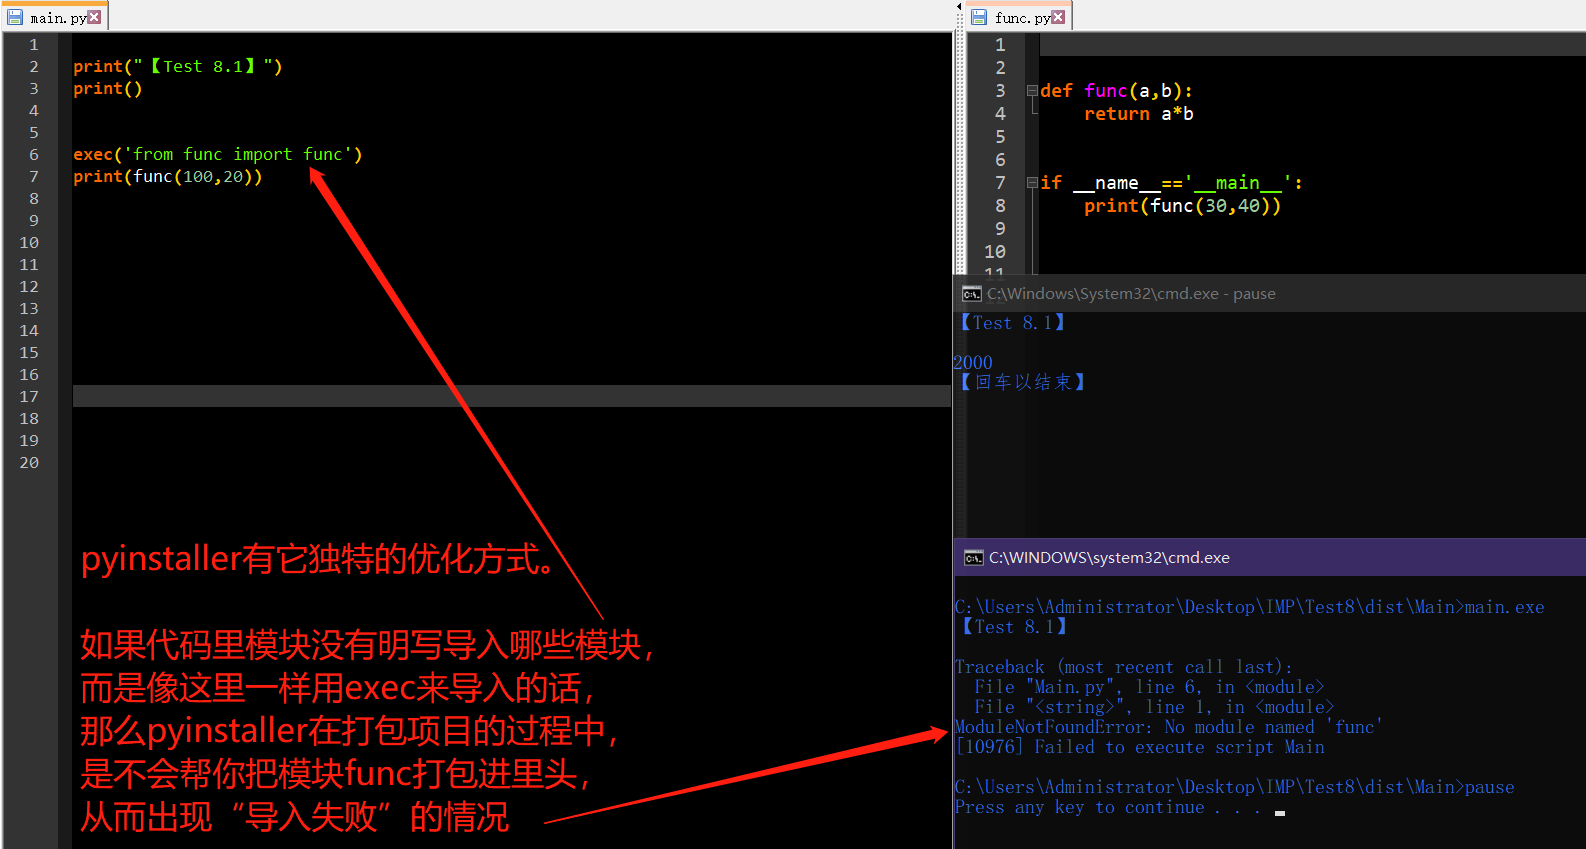 main.py
1
2 print("【Test 8.1】")
3 print()
4
5
6 exec('from func import func')
7 print(func(100,20))
8
9
10
11
12
13
14
15
16
17
18
19
20
pyinstaller有它独特的优化方式。
如果代码里模块没有明写导入哪些模块，
而是像这里一样用exec来导入的话，
那么pyinstaller在打包项目的过程中，
是不会帮你把模块func打包进里头，
从而出现“导入失败”的情况
func.py
1
2
3 def func(a,b):
4     return a*b
5
6
7 if __name__=='__main__':
8     print(func(30,40))
9
10
11
C:\Windows\System32\cmd.exe - pause
【Test 8.1】
2000
【回车以结束】
C:\WINDOWS\system32\cmd.exe
C:\Users\Administrator\Desktop\IMP\Test8\dist\Main>main.exe
【Test 8.1】
Traceback (most recent call last):
  File "Main.py", line 6, in <module>
  File "<string>", line 1, in <module>
ModuleNotFoundError: No module named 'func'
[10976] Failed to execute script Main
C:\Users\Administrator\Desktop\IMP\Test8\dist\Main>pause
Press any key to continue . . .